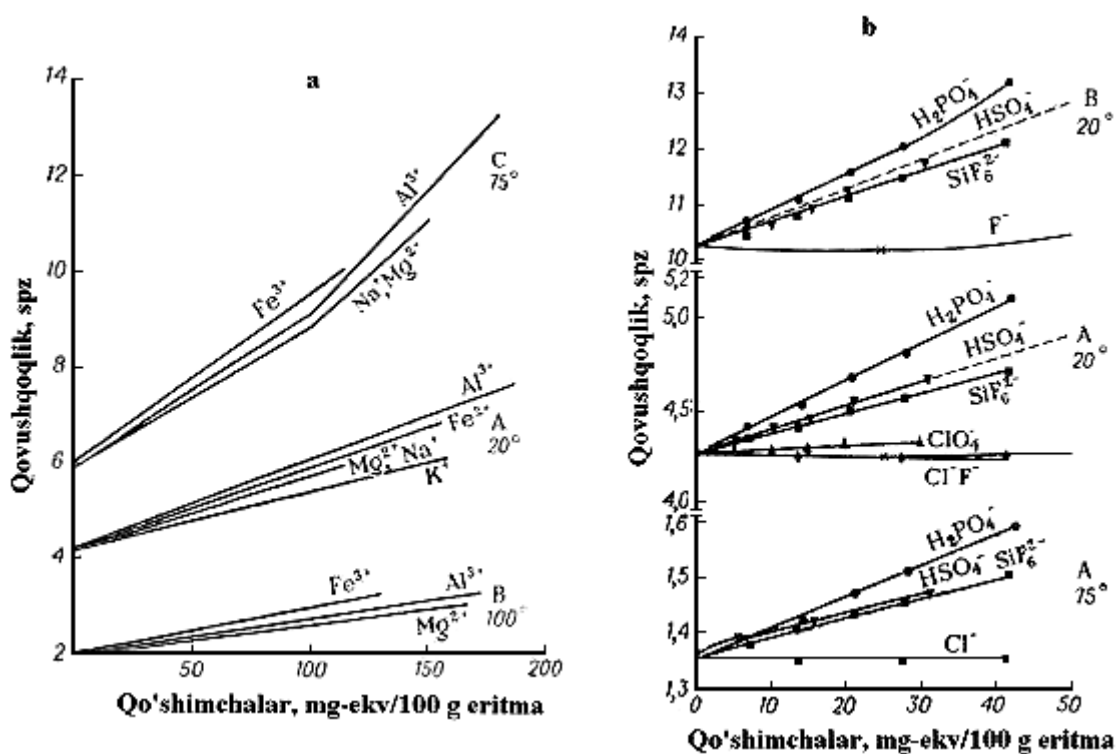 a
14
12
10
8
6
4
2
Qovushqoqlik, spz
C
75°
Al³⁺
Fe³⁺
Na⁺, Mg²⁺
Al³⁺
Fe²⁺ A
20°
Mg²⁺, Na⁺
K⁺
Fe³⁺
Al³⁺
B
100°
Mg²⁺
50 100 150 200
Qo'shimchalar, mg-ekv/100 g eritma
b
14
13
12
11
10
5,2
5,0
4,5
4,0
1,6
1,5
1,4
1,3
Qovushqoqlik, spz
H₂PO₄⁻
HSO₄⁻
B
20°
SiF₆²⁻
F⁻
H₂PO₄⁻
HSO₄⁻
A
20°
SiF₆²⁻
ClO₄⁻
Cl⁻F⁻
H₂PO₄⁻
HSO₄⁻ SiF₆²⁻
A
75°
Cl⁻
0 10 20 30 40 50
Qo'shimchalar, mg-ekv/100 g eritma